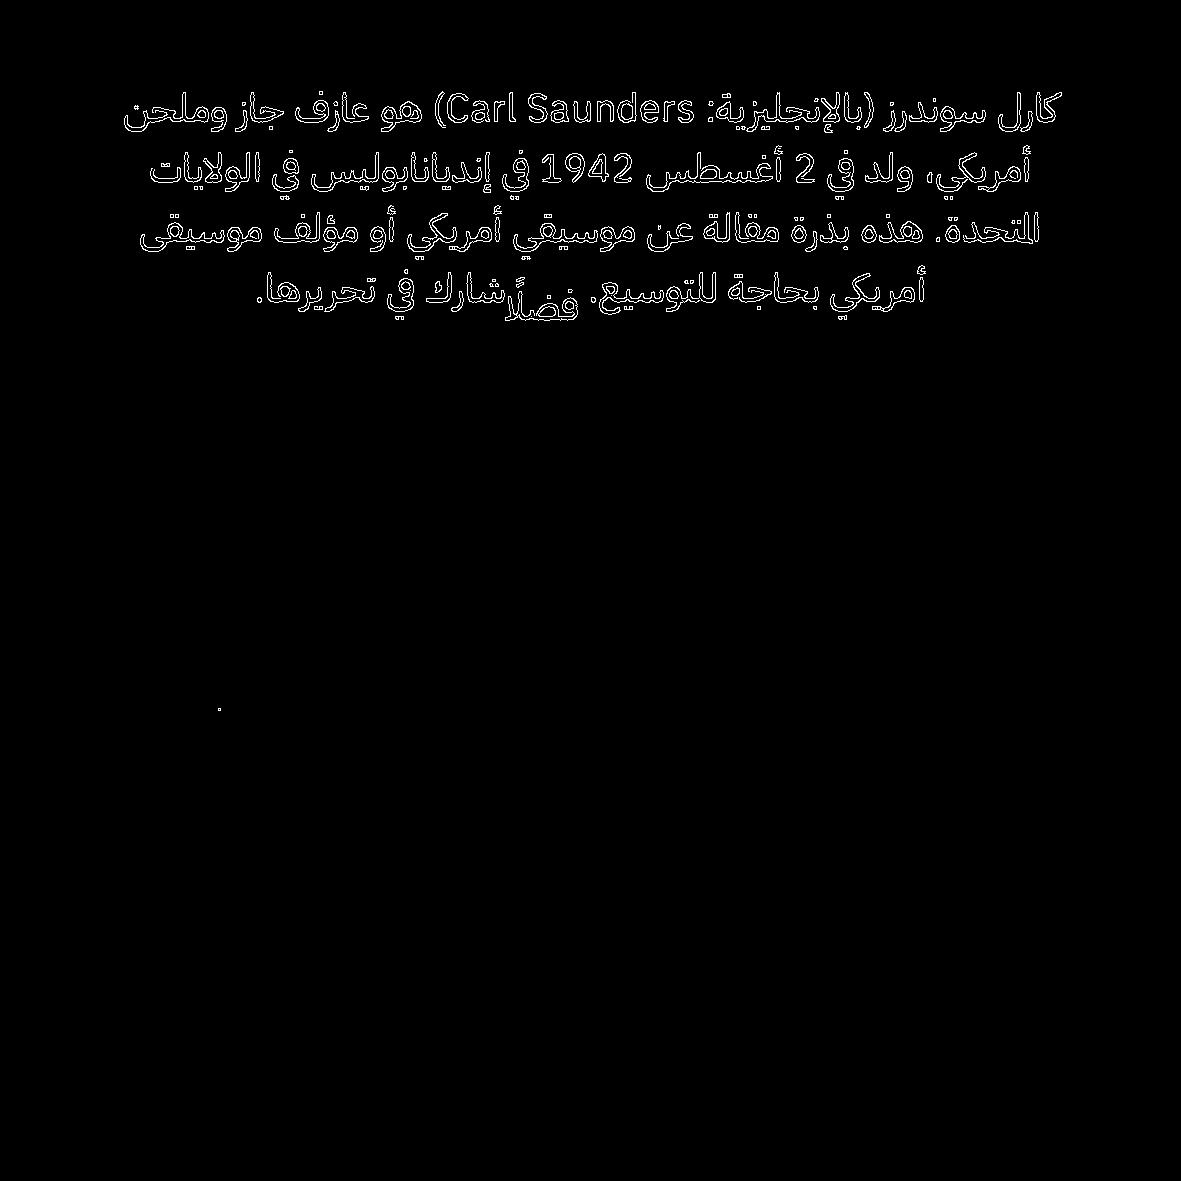 كارل سوندرز (بالإنجليزية: Carl Saunders) هو عازف جاز وملحن
أمريكي، ولد في 2 أغسطس 1942 في إنديانابوليس في الولايات
المتحدة. هذه بذرة مقالة عن موسيقي أمريكي أو مؤلف موسيقى
أمريكي بحاجة للتوسيع. فضلًا شارك في تحريرها.